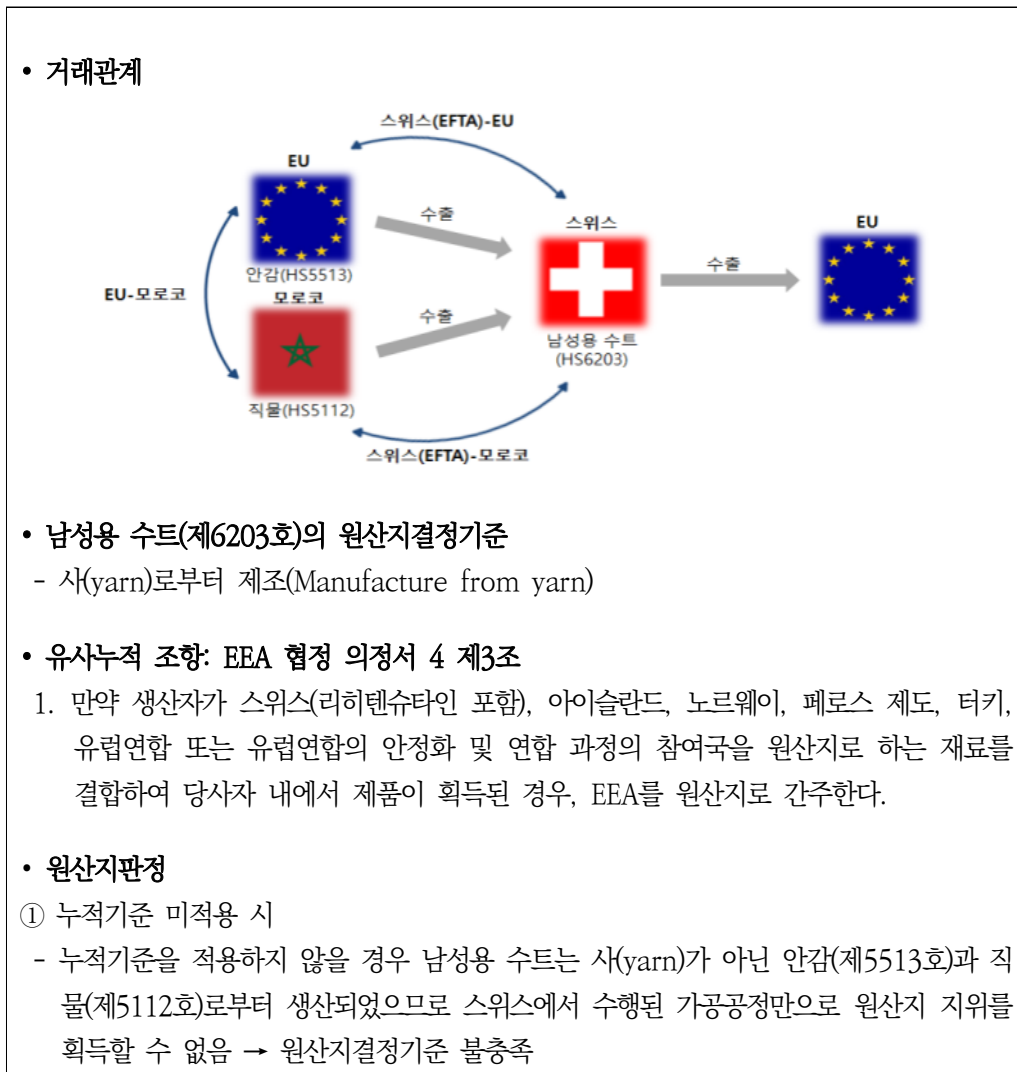 • 거래관계
스위스(EFTA)-EU
EU
EU
수출
스위스
안감(HS5513)
수출
EU-모로코
모로코
수출
남성용 수트
(HS6203)
직물(HS5112)
스위스(EFTA)-모로코
• 남성용 수트(제6203호)의 원산지결정기준
- 사(yarn)로부터 제조(Manufacture from yarn)
• 유사누적 조항: EEA 협정 의정서 4 제3조
1. 만약 생산자가 스위스(리히텐슈타인 포함), 아이슬란드, 노르웨이, 페로스 제도, 터키,
유럽연합 또는 유럽연합의 안정화 및 연합 과정의 참여국을 원산지로 하는 재료를
결합하여 당사자 내에서 제품이 획득된 경우, EEA를 원산지로 간주한다.
• 원산지판정
① 누적기준 미적용 시
- 누적기준을 적용하지 않을 경우 남성용 수트는 사(yarn)가 아닌 안감(제5513호)과 직
물(제5112호)로부터 생산되었으므로 스위스에서 수행된 가공공정만으로 원산지 지위를
획득할 수 없음 → 원산지결정기준 불충족